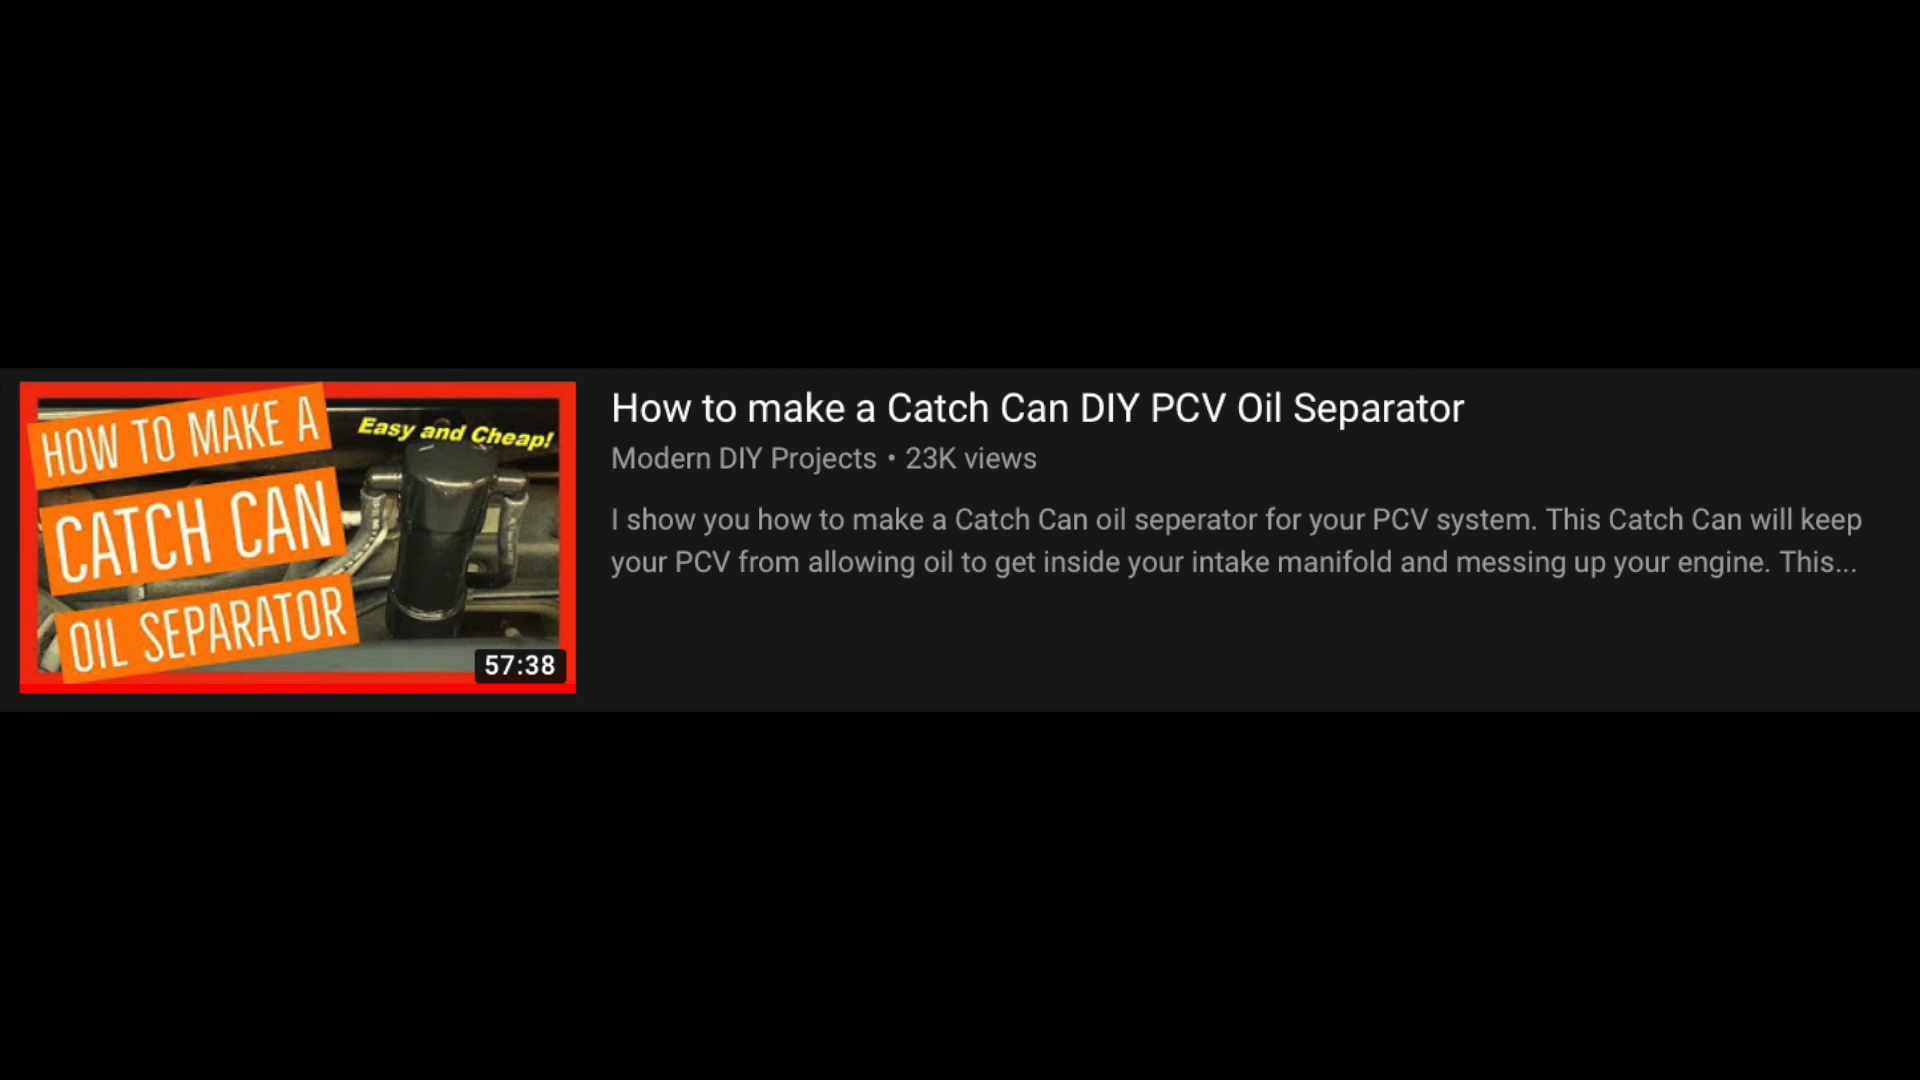 HOW TO MAKE A
Easy and Cheap!
CATCH CAN
OIL SEPARATOR
57:38
How to make a Catch Can DIY PCV Oil Separator
Modern DIY Projects • 23K views
I show you how to make a Catch Can oil seperator for your PCV system. This Catch Can will keep
your PCV from allowing oil to get inside your intake manifold and messing up your engine. This...